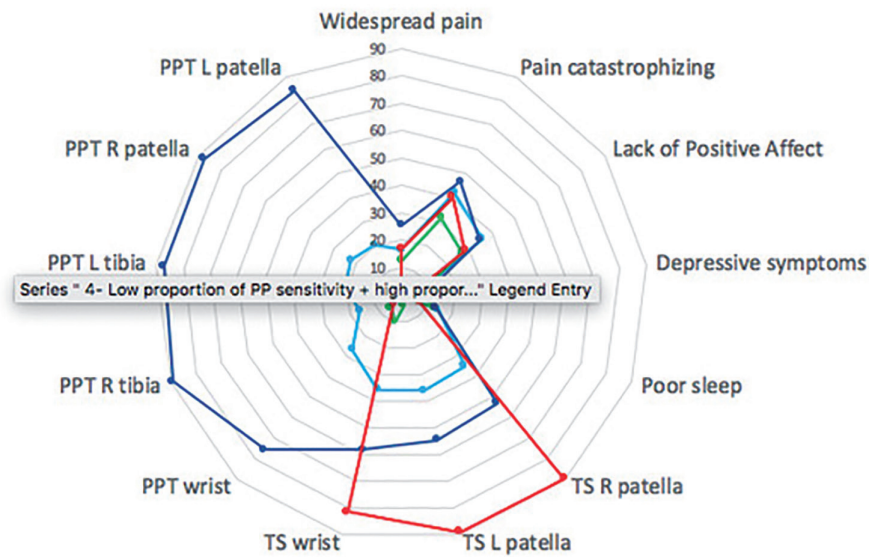 Widespread pain
90
PPT L patella
80
Pain catastrophizing
70
60
PPT R patella
50
Lack of Positive Affect
40
30
20
PPT L tibia
10
Depressive symptoms
Series " 4- Low proportion of PP sensitivity + high propor..." Legend Entry
PPT R tibia
Poor sleep
PPT wrist
TS R patella
TS wrist
TS L patella